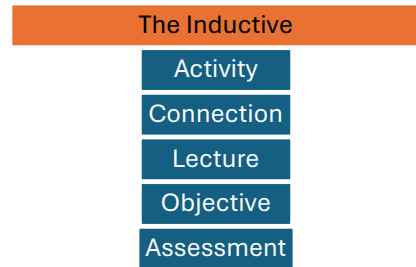 The Inductive
Activity
Connection
Lecture
Objective
Assessment